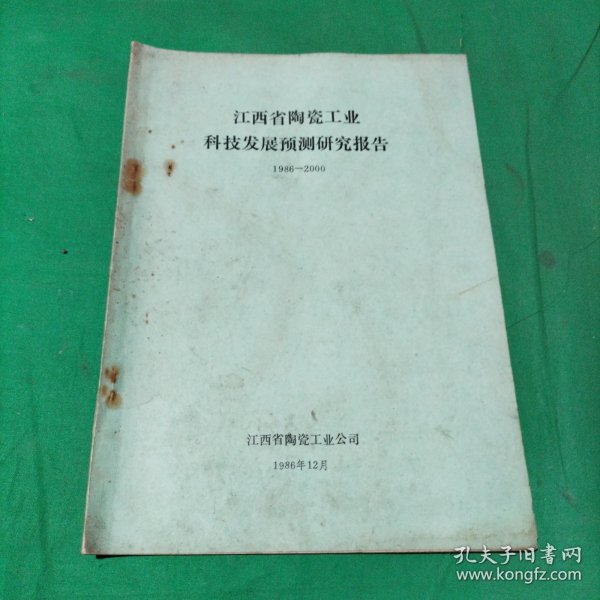 江西省陶瓷工业
科技发展预测研究报告
1986—2000
江西省陶瓷工业公司
1986年12月
孔夫子旧书网
www.kongfz.com